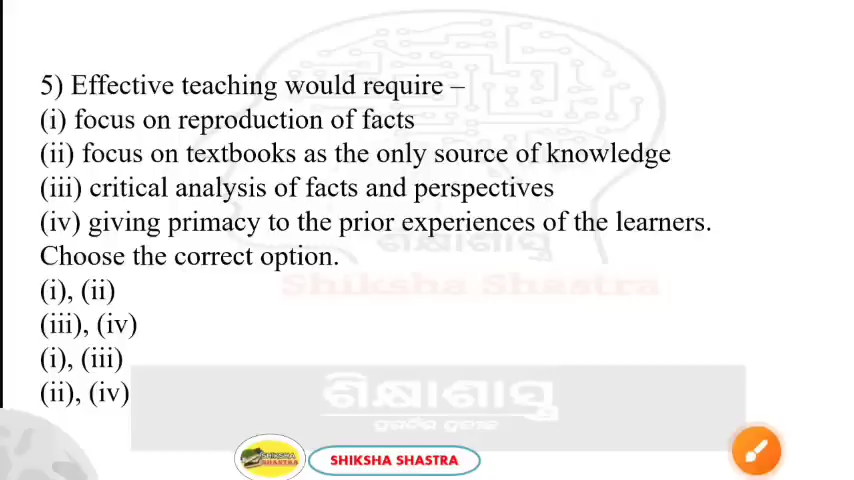 5) Effective teaching would require –
(i) focus on reproduction of facts
(ii) focus on textbooks as the only source of knowledge
(iii) critical analysis of facts and perspectives
(iv) giving primacy to the prior experiences of the learners.
ଶିକ୍ଷାଶାସ୍ତ୍ର
Choose the correct option.
Shiksha Shastra
(i), (ii)
(iii), (iv)
(i), (iii)
(ii), (iv)
ଶିକ୍ଷାଶାସ୍ତ୍ର
SHIKSHA SHASTRA
SHIKSHA SHASTRA